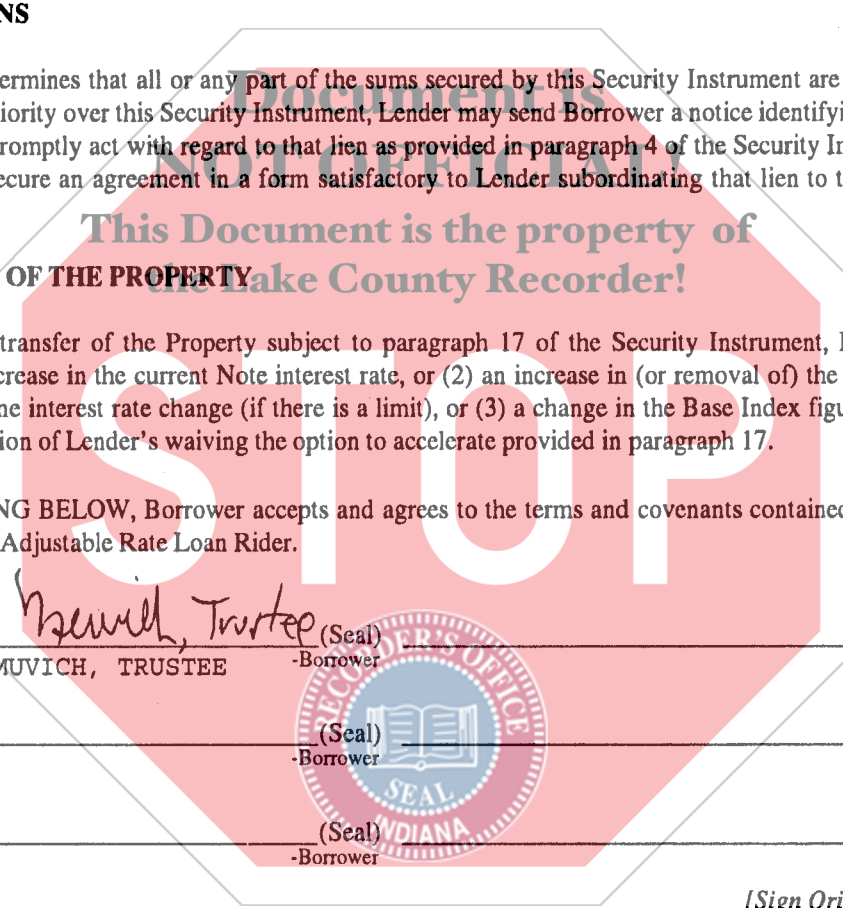 NS
ermines that all or any part of the sums secured by this Security Instrument are
iority over this Security Instrument, Lender may send Borrower a notice identifyi
romptly act with regard to that lien as provided in paragraph 4 of the Security In
ecure an agreement in a form satisfactory to Lender subordinating that lien to t
Document is
NOT OFFICIAL!
This Document is the property of
the Lake County Recorder!
OF THE PROPERTY
transfer of the Property subject to paragraph 17 of the Security Instrument,
crease in the current Note interest rate, or (2) an increase in (or removal of) the
ne interest rate change (if there is a limit), or (3) a change in the Base Index figu
ion of Lender's waiving the option to accelerate provided in paragraph 17.
STOP
NG BELOW, Borrower accepts and agrees to the terms and covenants contained
Adjustable Rate Loan Rider.
Trustee (Seal)
MUVICH, TRUSTEE -Borrower
(Seal)
-Borrower
(Seal)
-Borrower
RECORDER'S OFFICE
SEAL
INDIANA
[Sign Ori